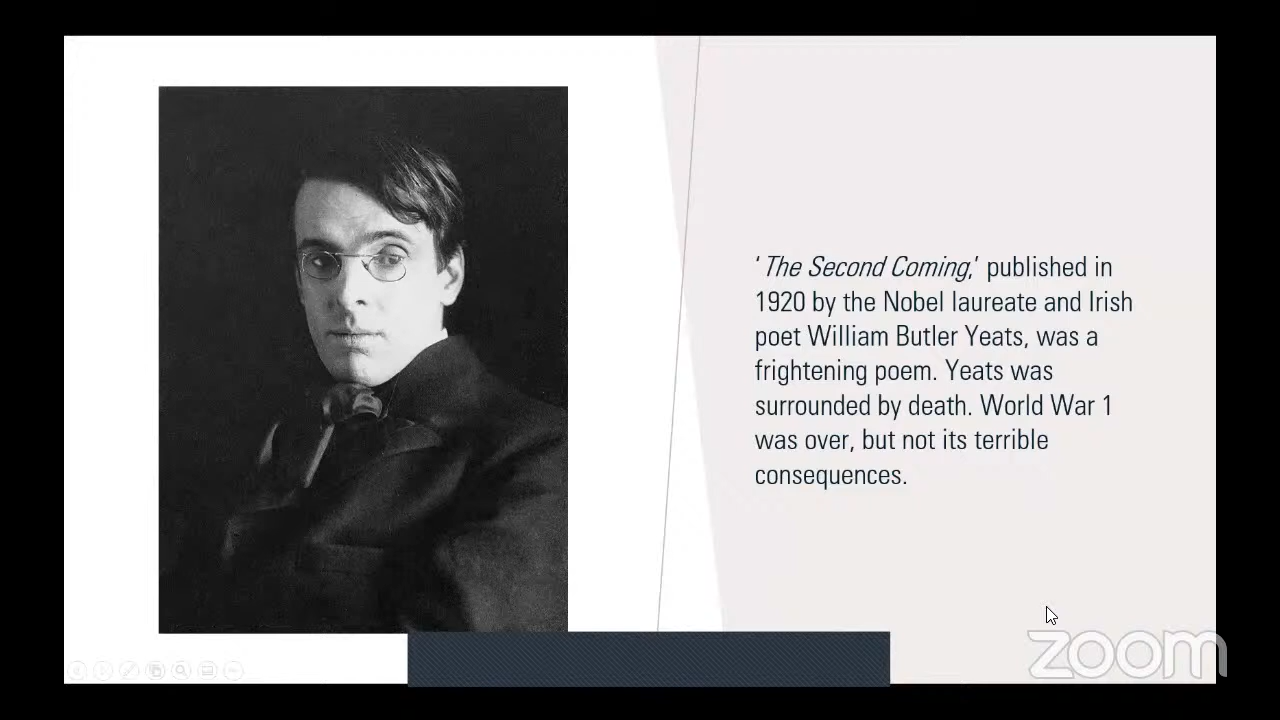 ‘The Second Coming,’ published in
1920 by the Nobel laureate and Irish
poet William Butler Yeats, was a
frightening poem. Yeats was
surrounded by death. World War 1
was over, but not its terrible
consequences.
zoom